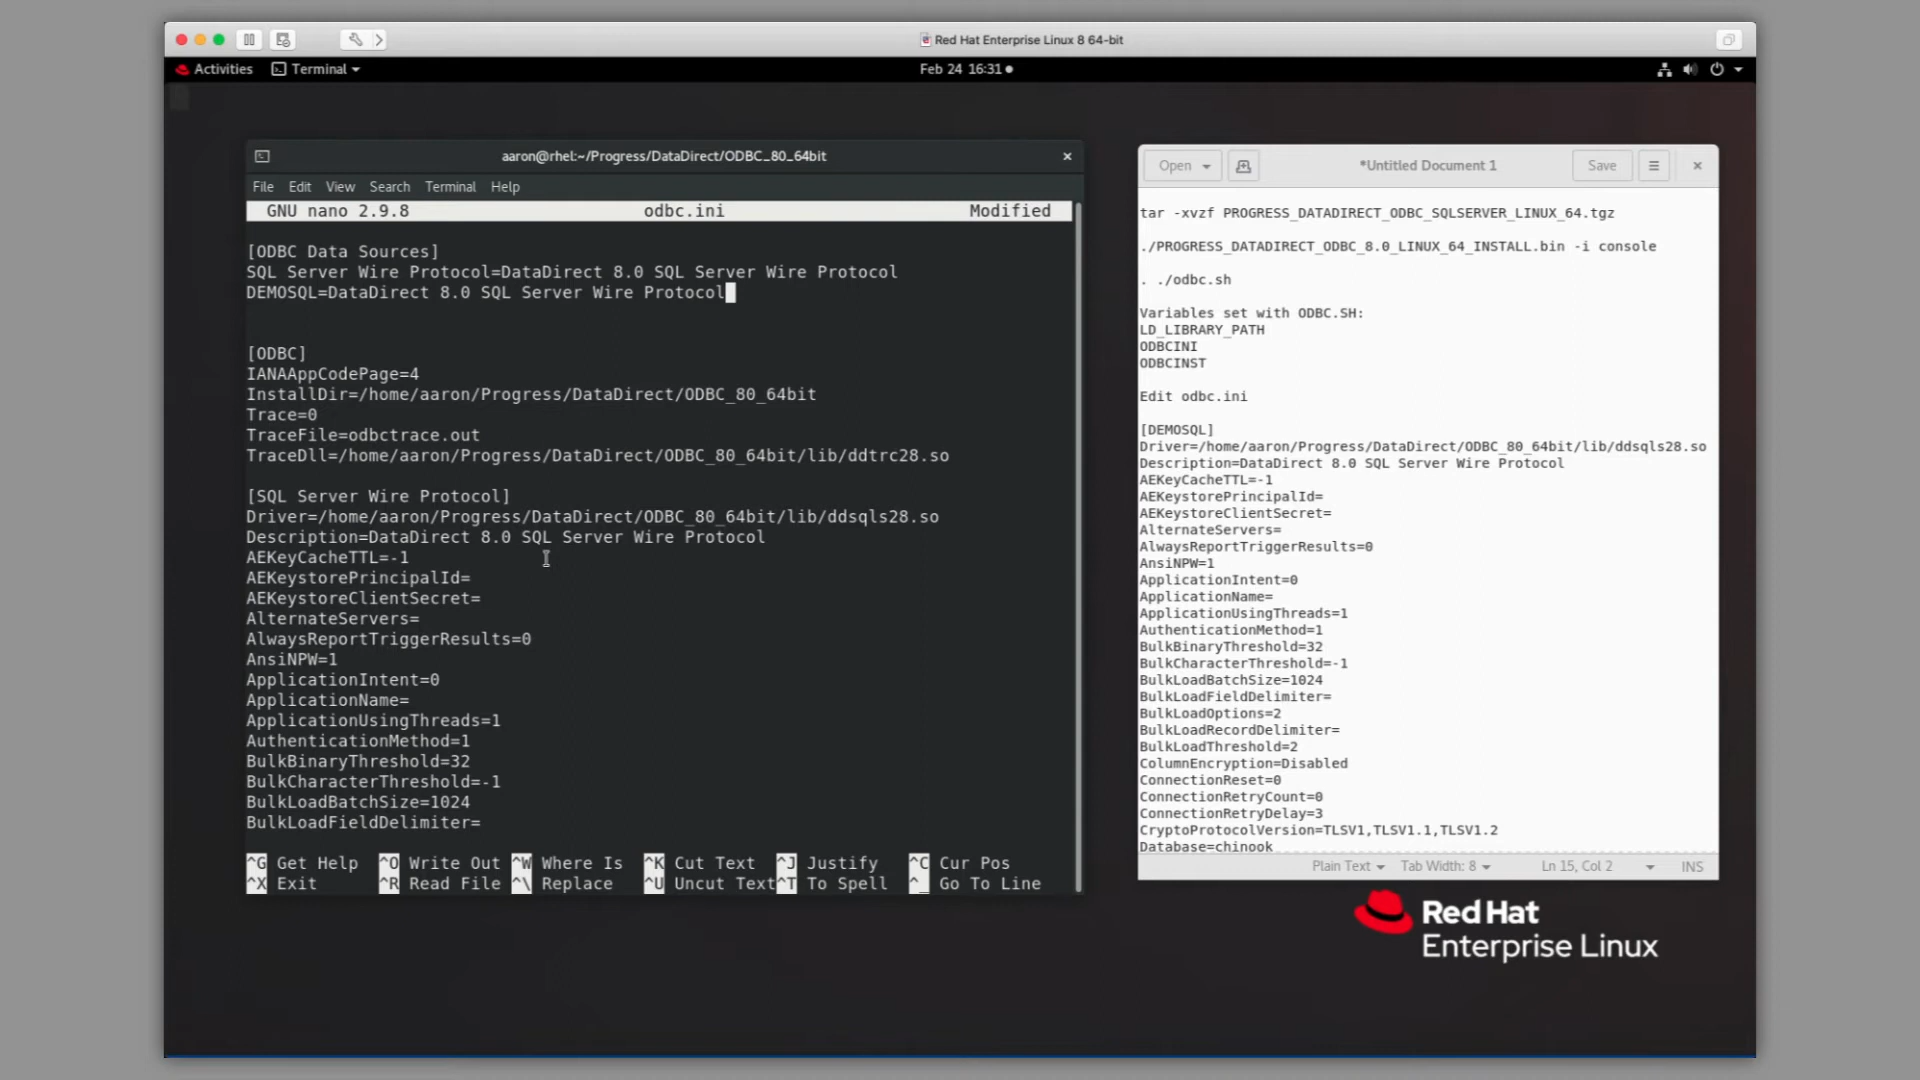 Red Hat Enterprise Linux 8 64-bit
Activities Terminal Feb 24 16:31
aaron@rhel:~/Progress/DataDirect/ODBC_80_64bit
File Edit View Search Terminal Help
GNU nano 2.9.8 odbc.ini Modified
[ODBC Data Sources]
SQL Server Wire Protocol=DataDirect 8.0 SQL Server Wire Protocol
DEMOSQL=DataDirect 8.0 SQL Server Wire Protocol
[ODBC]
IANAAppCodePage=4
InstallDir=/home/aaron/Progress/DataDirect/ODBC_80_64bit
Trace=0
TraceFile=odbctrace.out
TraceDll=/home/aaron/Progress/DataDirect/ODBC_80_64bit/lib/ddtrc28.so
[SQL Server Wire Protocol]
Driver=/home/aaron/Progress/DataDirect/ODBC_80_64bit/lib/ddsqls28.so
Description=DataDirect 8.0 SQL Server Wire Protocol
AEKeyCacheTTL=-1
AEKeystorePrincipalId=
AEKeystoreClientSecret=
AlternateServers=
AlwaysReportTriggerResults=0
AnsiNPW=1
ApplicationIntent=0
ApplicationName=
ApplicationUsingThreads=1
AuthenticationMethod=1
BulkBinaryThreshold=32
BulkCharacterThreshold=-1
BulkLoadBatchSize=1024
BulkLoadFieldDelimiter=
^G Get Help ^O Write Out ^W Where Is ^K Cut Text ^J Justify ^C Cur Pos
^X Exit ^R Read File ^\ Replace ^U Uncut Text ^T To Spell ^_ Go To Line
Open *Untitled Document 1 Save
tar -xvzf PROGRESS_DATADIRECT_ODBC_SQLSERVER_LINUX_64.tgz
./PROGRESS_DATADIRECT_ODBC_8.0_LINUX_64_INSTALL.bin -i console
. ./odbc.sh
Variables set with ODBC.SH:
LD_LIBRARY_PATH
ODBCINI
ODBCINST
Edit odbc.ini
[DEMOSQL]
Driver=/home/aaron/Progress/DataDirect/ODBC_80_64bit/lib/ddsqls28.so
Description=DataDirect 8.0 SQL Server Wire Protocol
AEKeyCacheTTL=-1
AEKeystorePrincipalId=
AEKeystoreClientSecret=
AlternateServers=
AlwaysReportTriggerResults=0
AnsiNPW=1
ApplicationIntent=0
ApplicationName=
ApplicationUsingThreads=1
AuthenticationMethod=1
BulkBinaryThreshold=32
BulkCharacterThreshold=-1
BulkLoadBatchSize=1024
BulkLoadFieldDelimiter=
BulkLoadOptions=2
BulkLoadRecordDelimiter=
BulkLoadThreshold=2
ColumnEncryption=Disabled
ConnectionReset=0
ConnectionRetryCount=0
ConnectionRetryDelay=3
CryptoProtocolVersion=TLSV1,TLSV1.1,TLSV1.2
Database=chinook
Plain Text Tab Width: 8 Ln 15, Col 2 INS
Red Hat
Enterprise Linux